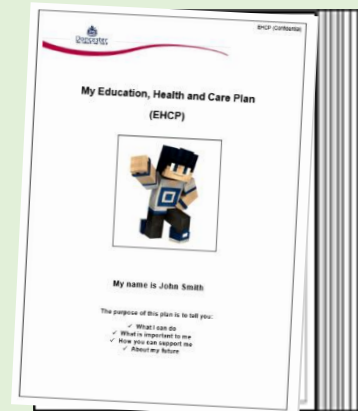 EHCP (Confidential)
Doncaster
My Education, Health and Care Plan
(EHCP)
My name is John Smith
The purpose of this plan is to tell you:
✓ What I can do
✓ What is important to me
✓ How you can support me
✓ About my future